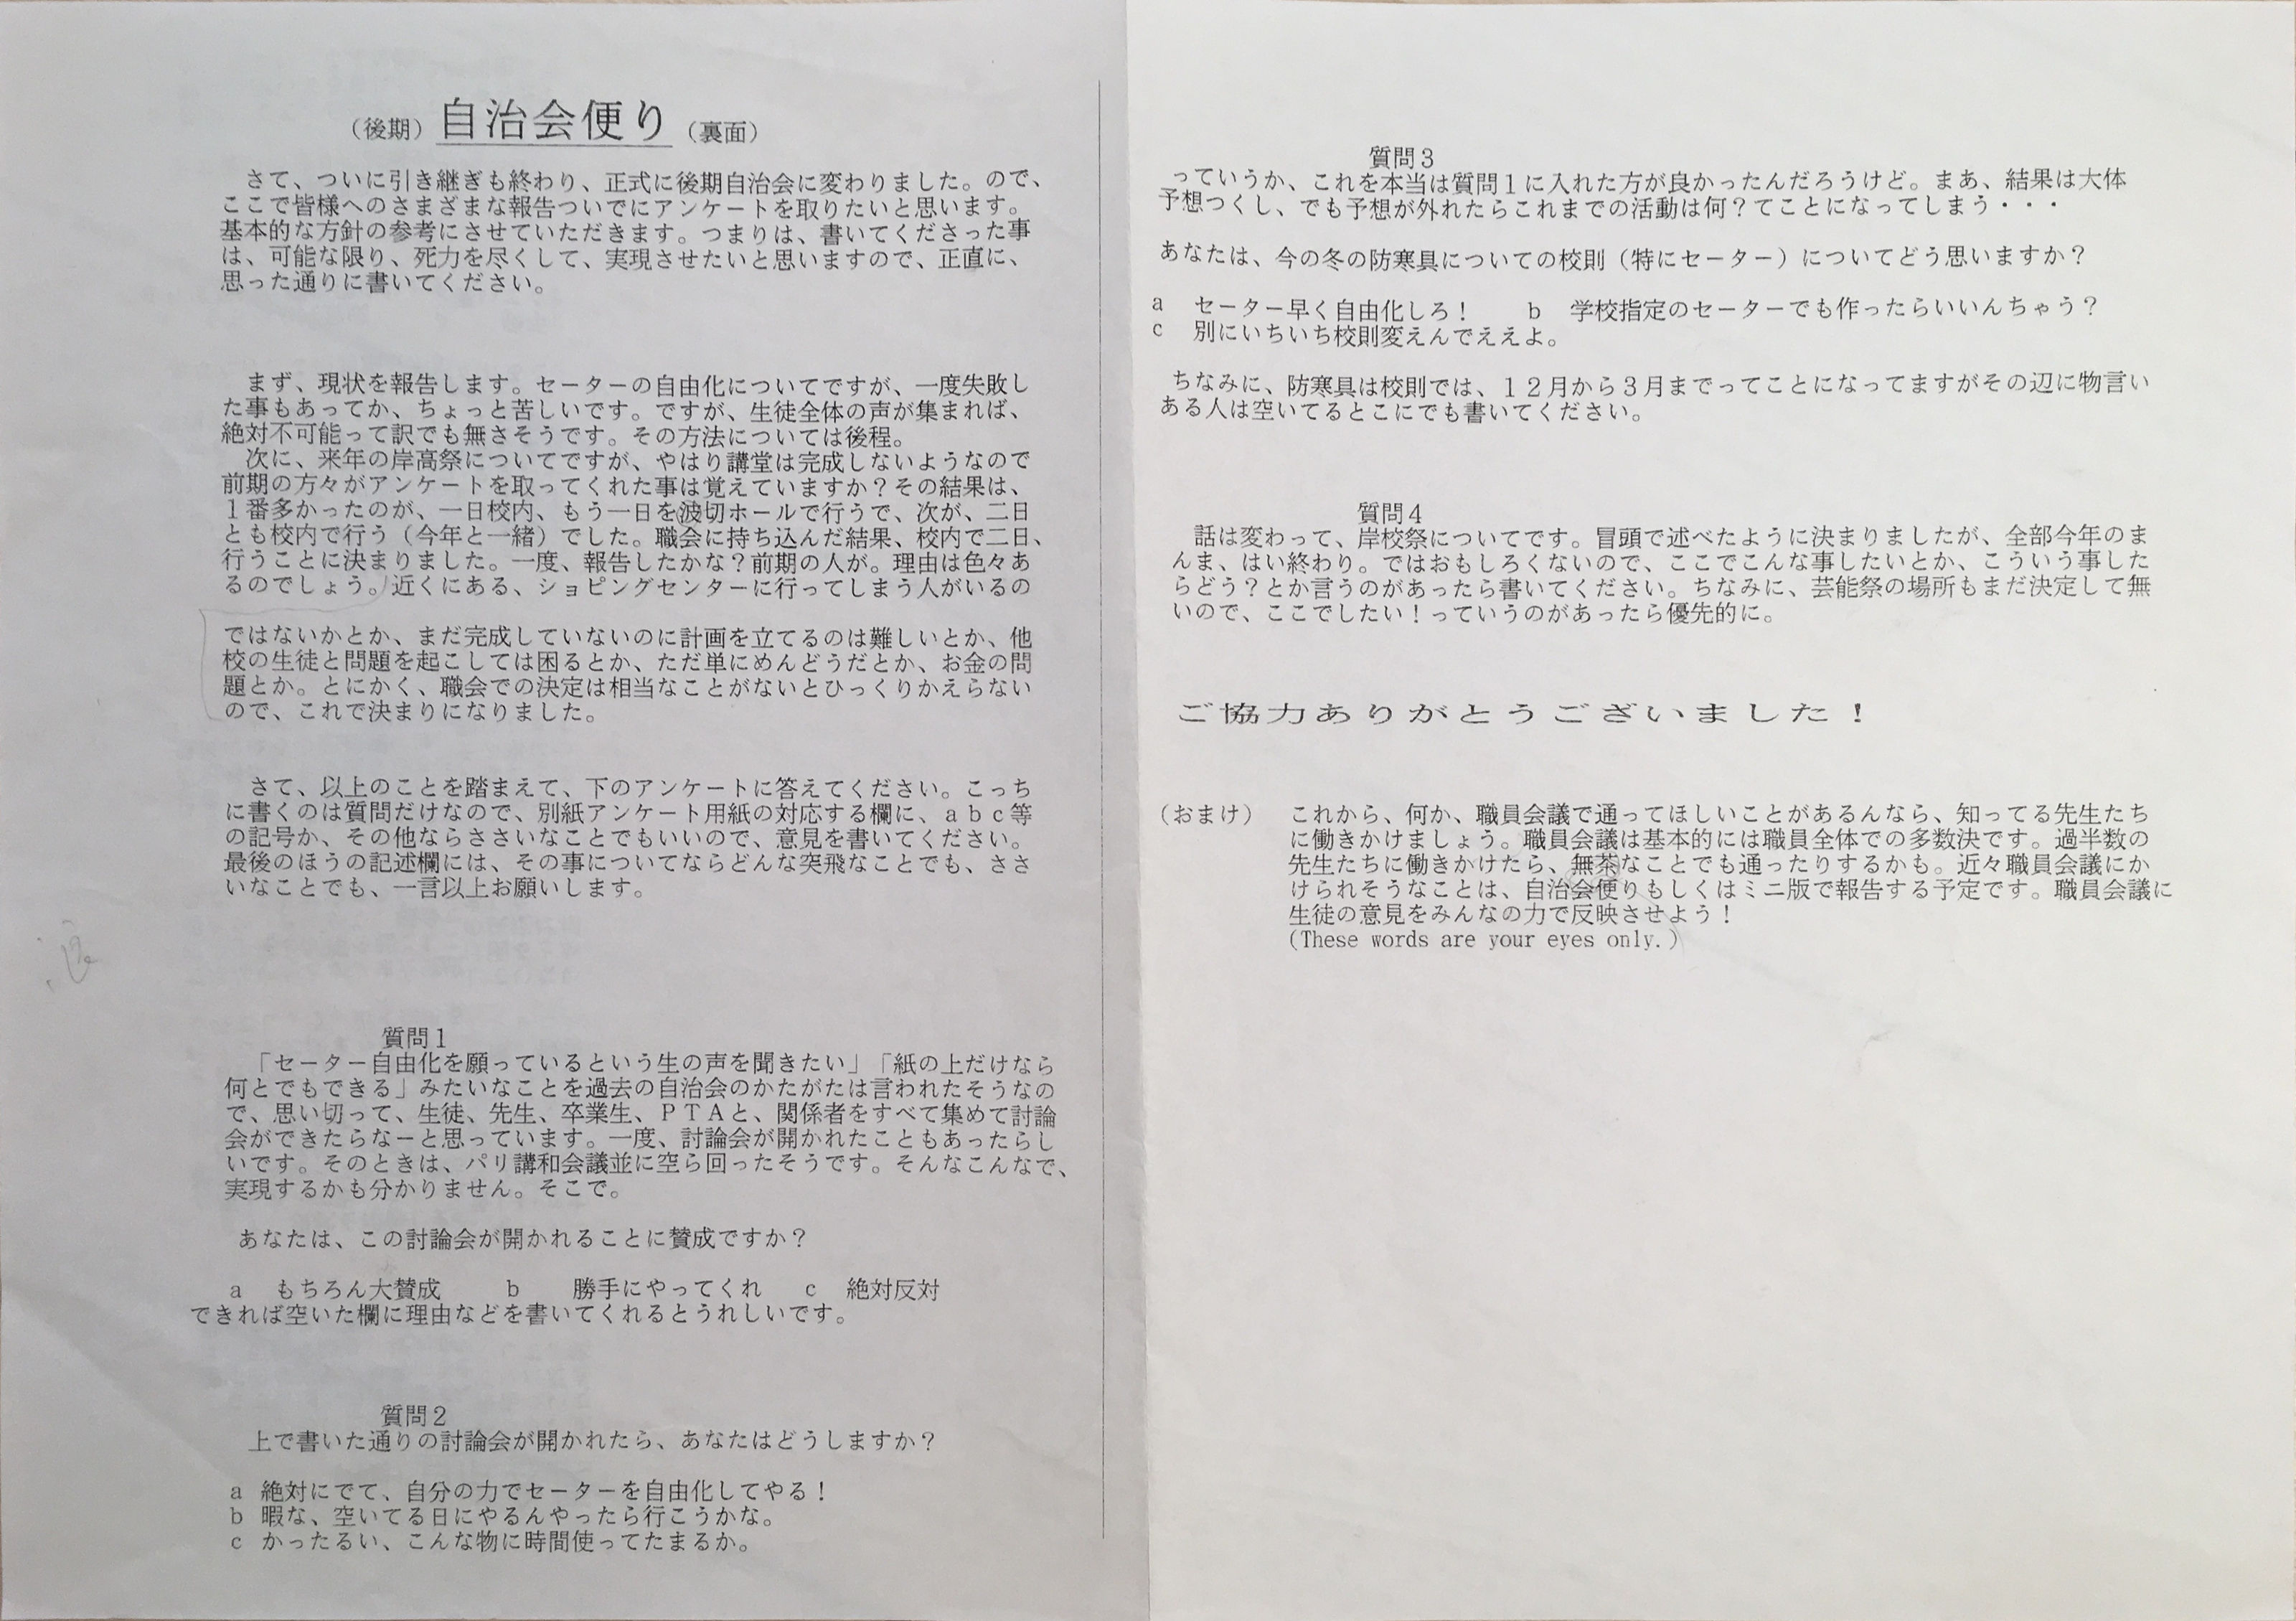 （後期）自治会便り（裏面）
さて、ついに引き継ぎも終わり、正式に後期自治会に変わりました。ので、
ここで皆様へのさまざまな報告ついでにアンケートを取りたいと思います。
基本的な方針の参考にさせていただきます。つまりは、書いてくださった事
は、可能な限り、死力を尽くして、実現させたいと思いますので、正直に、
思った通りに書いてください。
まず、現状を報告します。セーターの自由化についてですが、一度失敗し
た事もあってか、ちょっと苦しいです。ですが、生徒全体の声が集まれば、
絶対不可能って訳でも無さそうです。その方法については後程。
次に、来年の岸高祭についてですが、やはり講堂は完成しないようなので
前期の方々がアンケートを取ってくれた事は覚えていますか？その結果は、
１番多かったのが、一日校内、もう一日を波切ホールで行うで、次が、二日
とも校内で行う（今年と一緒）でした。職会に持ち込んだ結果、校内で二日、
行うことに決まりました。一度、報告したかな？前期の人が。理由は色々あ
るのでしょう。近くにある、ショピングセンターに行ってしまう人がいるの
ではないかとか、まだ完成していないのに計画を立てるのは難しいとか、他
校の生徒と問題を起こしては困るとか、ただ単にめんどうだとか、お金の問
題とか。とにかく、職会での決定は相当なことがないとひっくりかえらない
ので、これで決まりになりました。
さて、以上のことを踏まえて、下のアンケートに答えてください。こっち
に書くのは質問だけなので、別紙アンケート用紙の対応する欄に、ａｂｃ等
の記号か、その他ならささいなことでもいいので、意見を書いてください。
最後のほうの記述欄には、その事についてならどんな突飛なことでも、ささ
いなことでも、一言以上お願いします。
質問１
「セーター自由化を願っているという生の声を聞きたい」「紙の上だけなら
何とでもできる」みたいなことを過去の自治会のかたがたは言われたそうなの
で、思い切って、生徒、先生、卒業生、ＰＴＡと、関係者をすべて集めて討論
会ができたらなーと思っています。一度、討論会が開かれたこともあったらし
いです。そのときは、パリ講和会議並に空ら回ったそうです。そんなこんなで、
実現するかも分かりません。そこで。
あなたは、この討論会が開かれることに賛成ですか？
ａ　もちろん大賛成　　ｂ　　勝手にやってくれ　ｃ　絶対反対
できれば空いた欄に理由などを書いてくれるとうれしいです。
質問２
上で書いた通りの討論会が開かれたら、あなたはどうしますか？
ａ 絶対にでて、自分の力でセーターを自由化してやる！
ｂ 暇な、空いてる日にやるんやったら行こうかな。
ｃ かったるい、こんな物に時間使ってたまるか。
質問３
っていうか、これを本当は質問１に入れた方が良かったんだろうけど。まあ、結果は大体
予想つくし、でも予想が外れたらこれまでの活動は何？てことになってしまう・・・
あなたは、今の冬の防寒具についての校則（特にセーター）についてどう思いますか？
ａ　セーター早く自由化しろ！　　ｂ　学校指定のセーターでも作ったらいいんちゃう？
ｃ　別にいちいち校則変えんでええよ。
ちなみに、防寒具は校則では、１２月から３月までってことになってますがその辺に物言い
ある人は空いてるとこにでも書いてください。
質問４
話は変わって、岸校祭についてです。冒頭で述べたように決まりましたが、全部今年のま
んま、はい終わり。ではおもしろくないので、ここでこんな事したいとか、こういう事した
らどう？とか言うのがあったら書いてください。ちなみに、芸能祭の場所もまだ決定して無
いので、ここでしたい！っていうのがあったら優先的に。
ご協力ありがとうございました！
（おまけ）　これから、何か、職員会議で通ってほしいことがあるんなら、知ってる先生たち
に働きかけましょう。職員会議は基本的には職員全体での多数決です。過半数の
先生たちに働きかけたら、無茶なことでも通ったりするかも。近々職員会議にか
けられそうなことは、自治会便りもしくはミニ版で報告する予定です。職員会議に
生徒の意見をみんなの力で反映させよう！
(These words are your eyes only.)